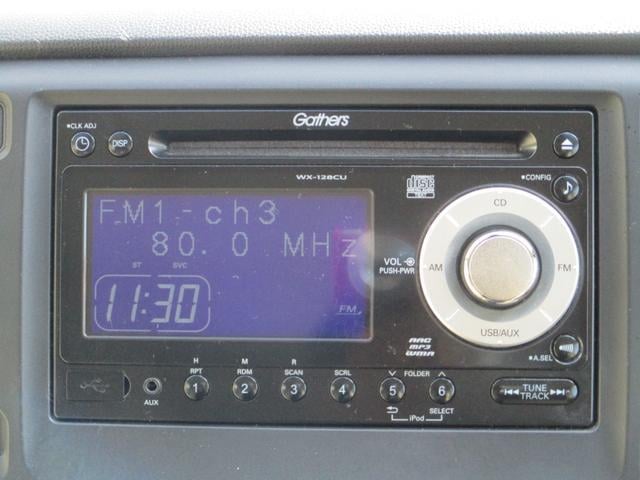 Gathers
*CLK ADJ
DISP
WX-128CU
disc
TEXT
*CONFIG
FM1-ch3
80.0 MHz
ST SVC
11:30
FM
VOL
PUSH-PWR
CD
AM
FM
USB/AUX
AAC
MP3
WMA
*A.SEL
H M R
RPT RDM SCAN SCRL FOLDER
AUX
1 2 3 4 5 6
iPod
SELECT
TUNE
TRACK